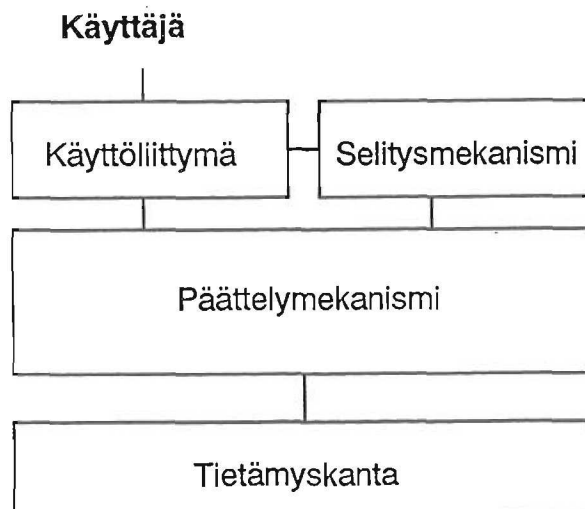 Käyttäjä
Käyttöliittymä
Selitysmekanismi
Päättelymekanismi
Tietämyskanta